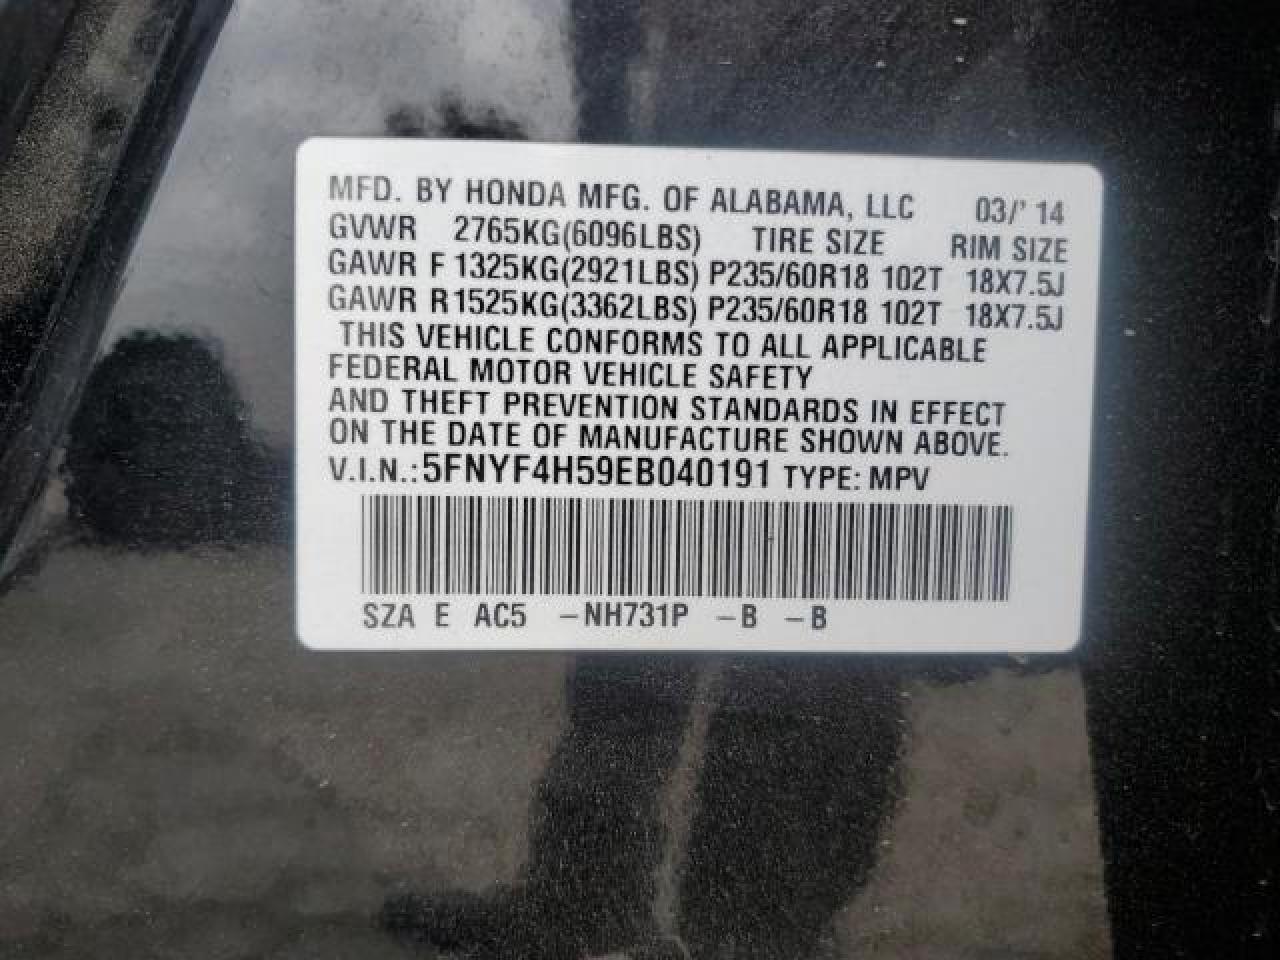 MFD. BY HONDA MFG. OF ALABAMA, LLC 03/' 14
GVWR 2765KG(6096LBS) TIRE SIZE RIM SIZE
GAWR F 1325KG(2921LBS) P235/60R18 102T 18X7.5J
GAWR R1525KG(3362LBS) P235/60R18 102T 18X7.5J
THIS VEHICLE CONFORMS TO ALL APPLICABLE
FEDERAL MOTOR VEHICLE SAFETY
AND THEFT PREVENTION STANDARDS IN EFFECT
ON THE DATE OF MANUFACTURE SHOWN ABOVE.
V.I.N.: 5FNYF4H59EB040191 TYPE: MPV
SZA E AC5 –NH731P –B –B